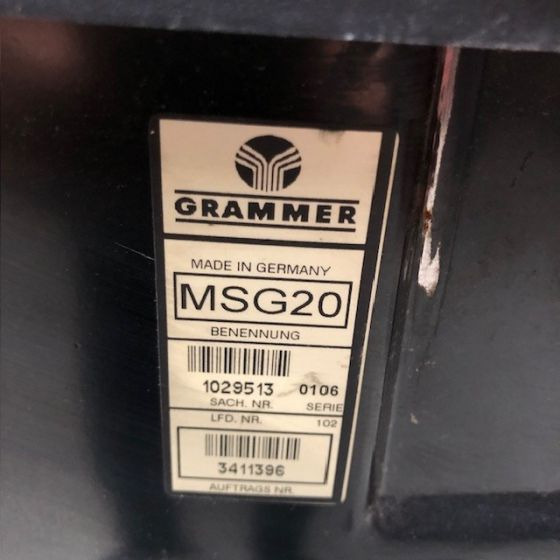 GRAMMER
MADE IN GERMANY
MSG20
BENENNUNG
1029513 0106
SACH. NR. SERIE
LFD. NR. 102
3411396
AUFTRAGS NR.